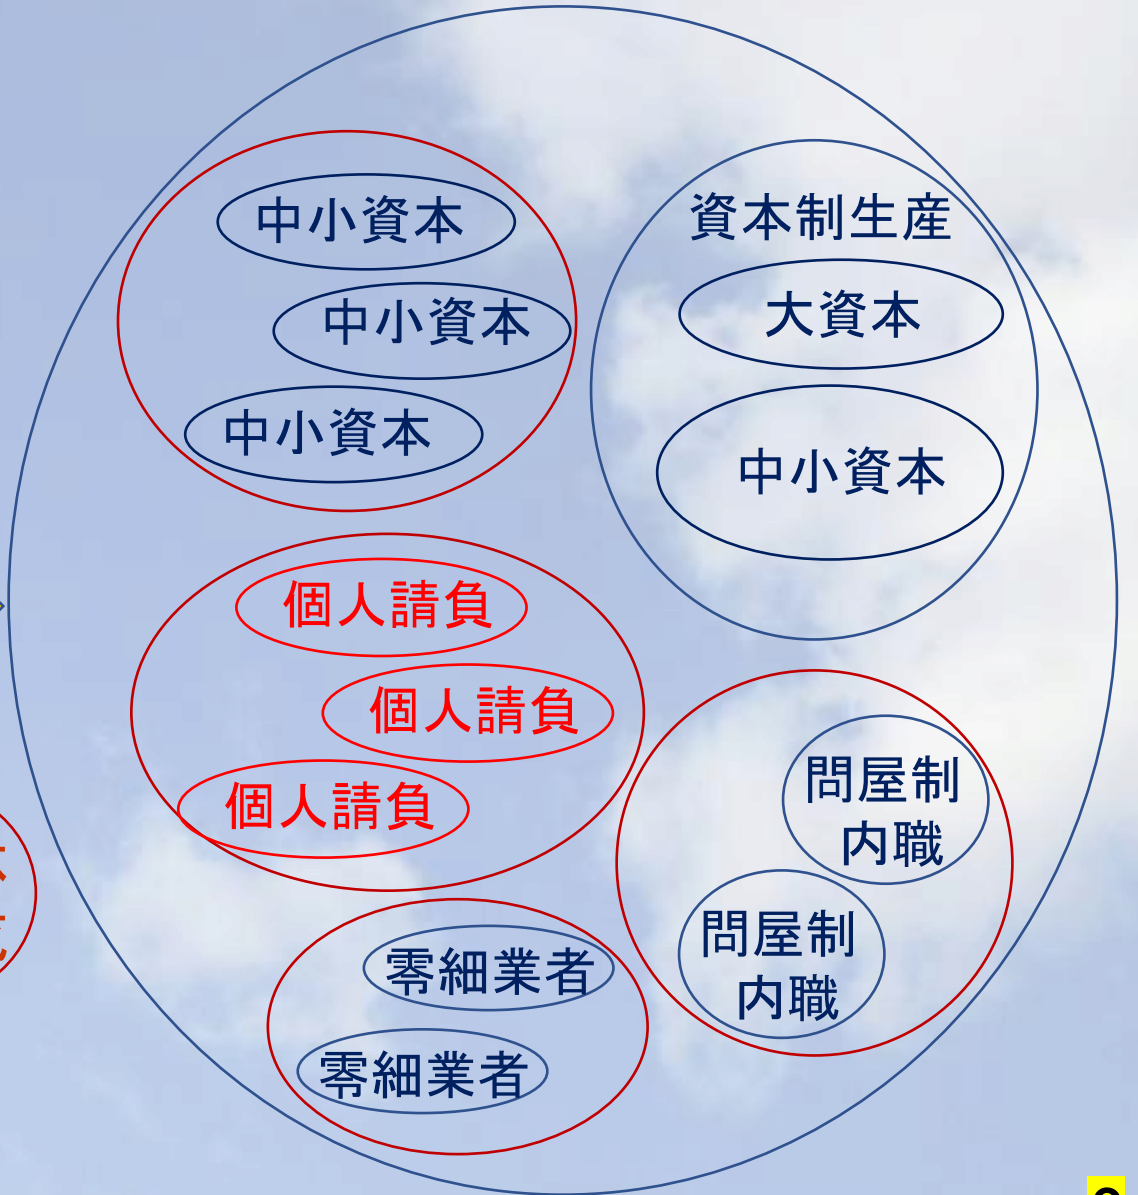 中小資本
中小資本
中小資本
資本制生産
大資本
中小資本
個人請負
個人請負
個人請負
問屋制
内職
問屋制
内職
零細業者
零細業者